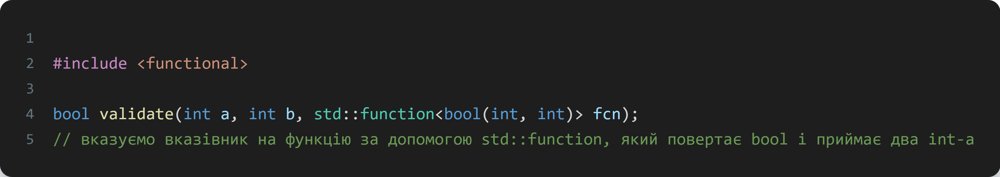 1
2 #include <functional>
3
4 bool validate(int a, int b, std::function<bool(int, int)> fcn);
5 // вказуємо вказівник на функцію за допомогою std::function, який повертає bool і приймає два int-а